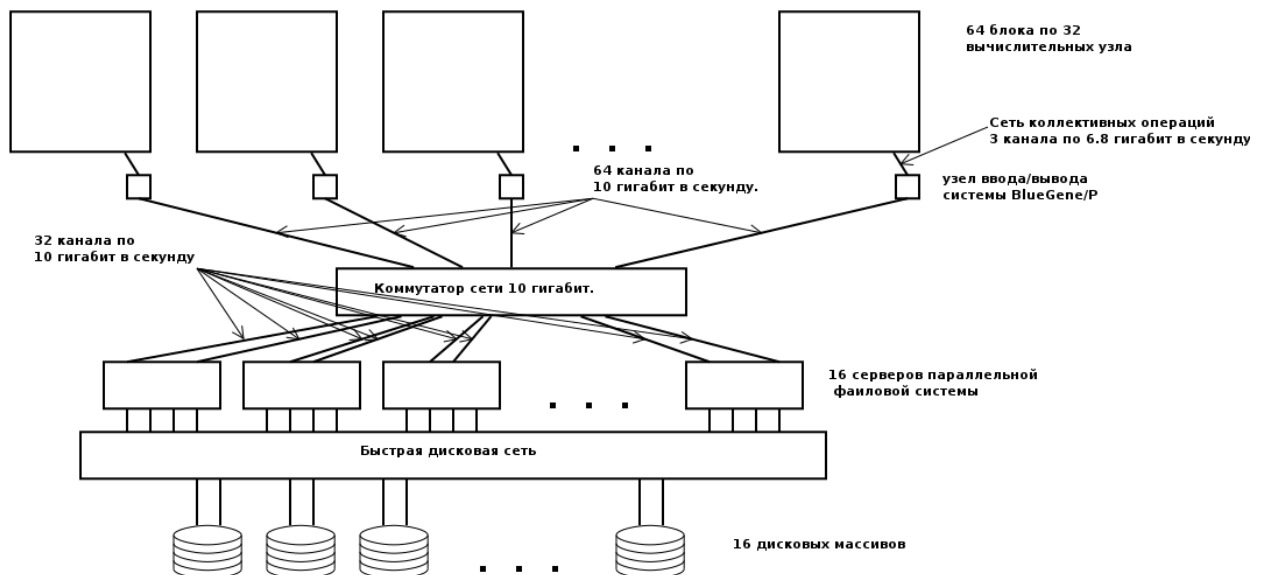 64 блока по 32
вычислительных узла
Сеть коллективных операций
3 канала по 6.8 гигабит в секунду
64 канала по
10 гигабит в секунду.
узел ввода/вывода
системы BlueGene/P
32 канала по
10 гигабит в секунду
Коммутатор сети 10 гигабит.
16 серверов параллельной
фаиловой системы
Быстрая дисковая сеть
16 дисковых массивов